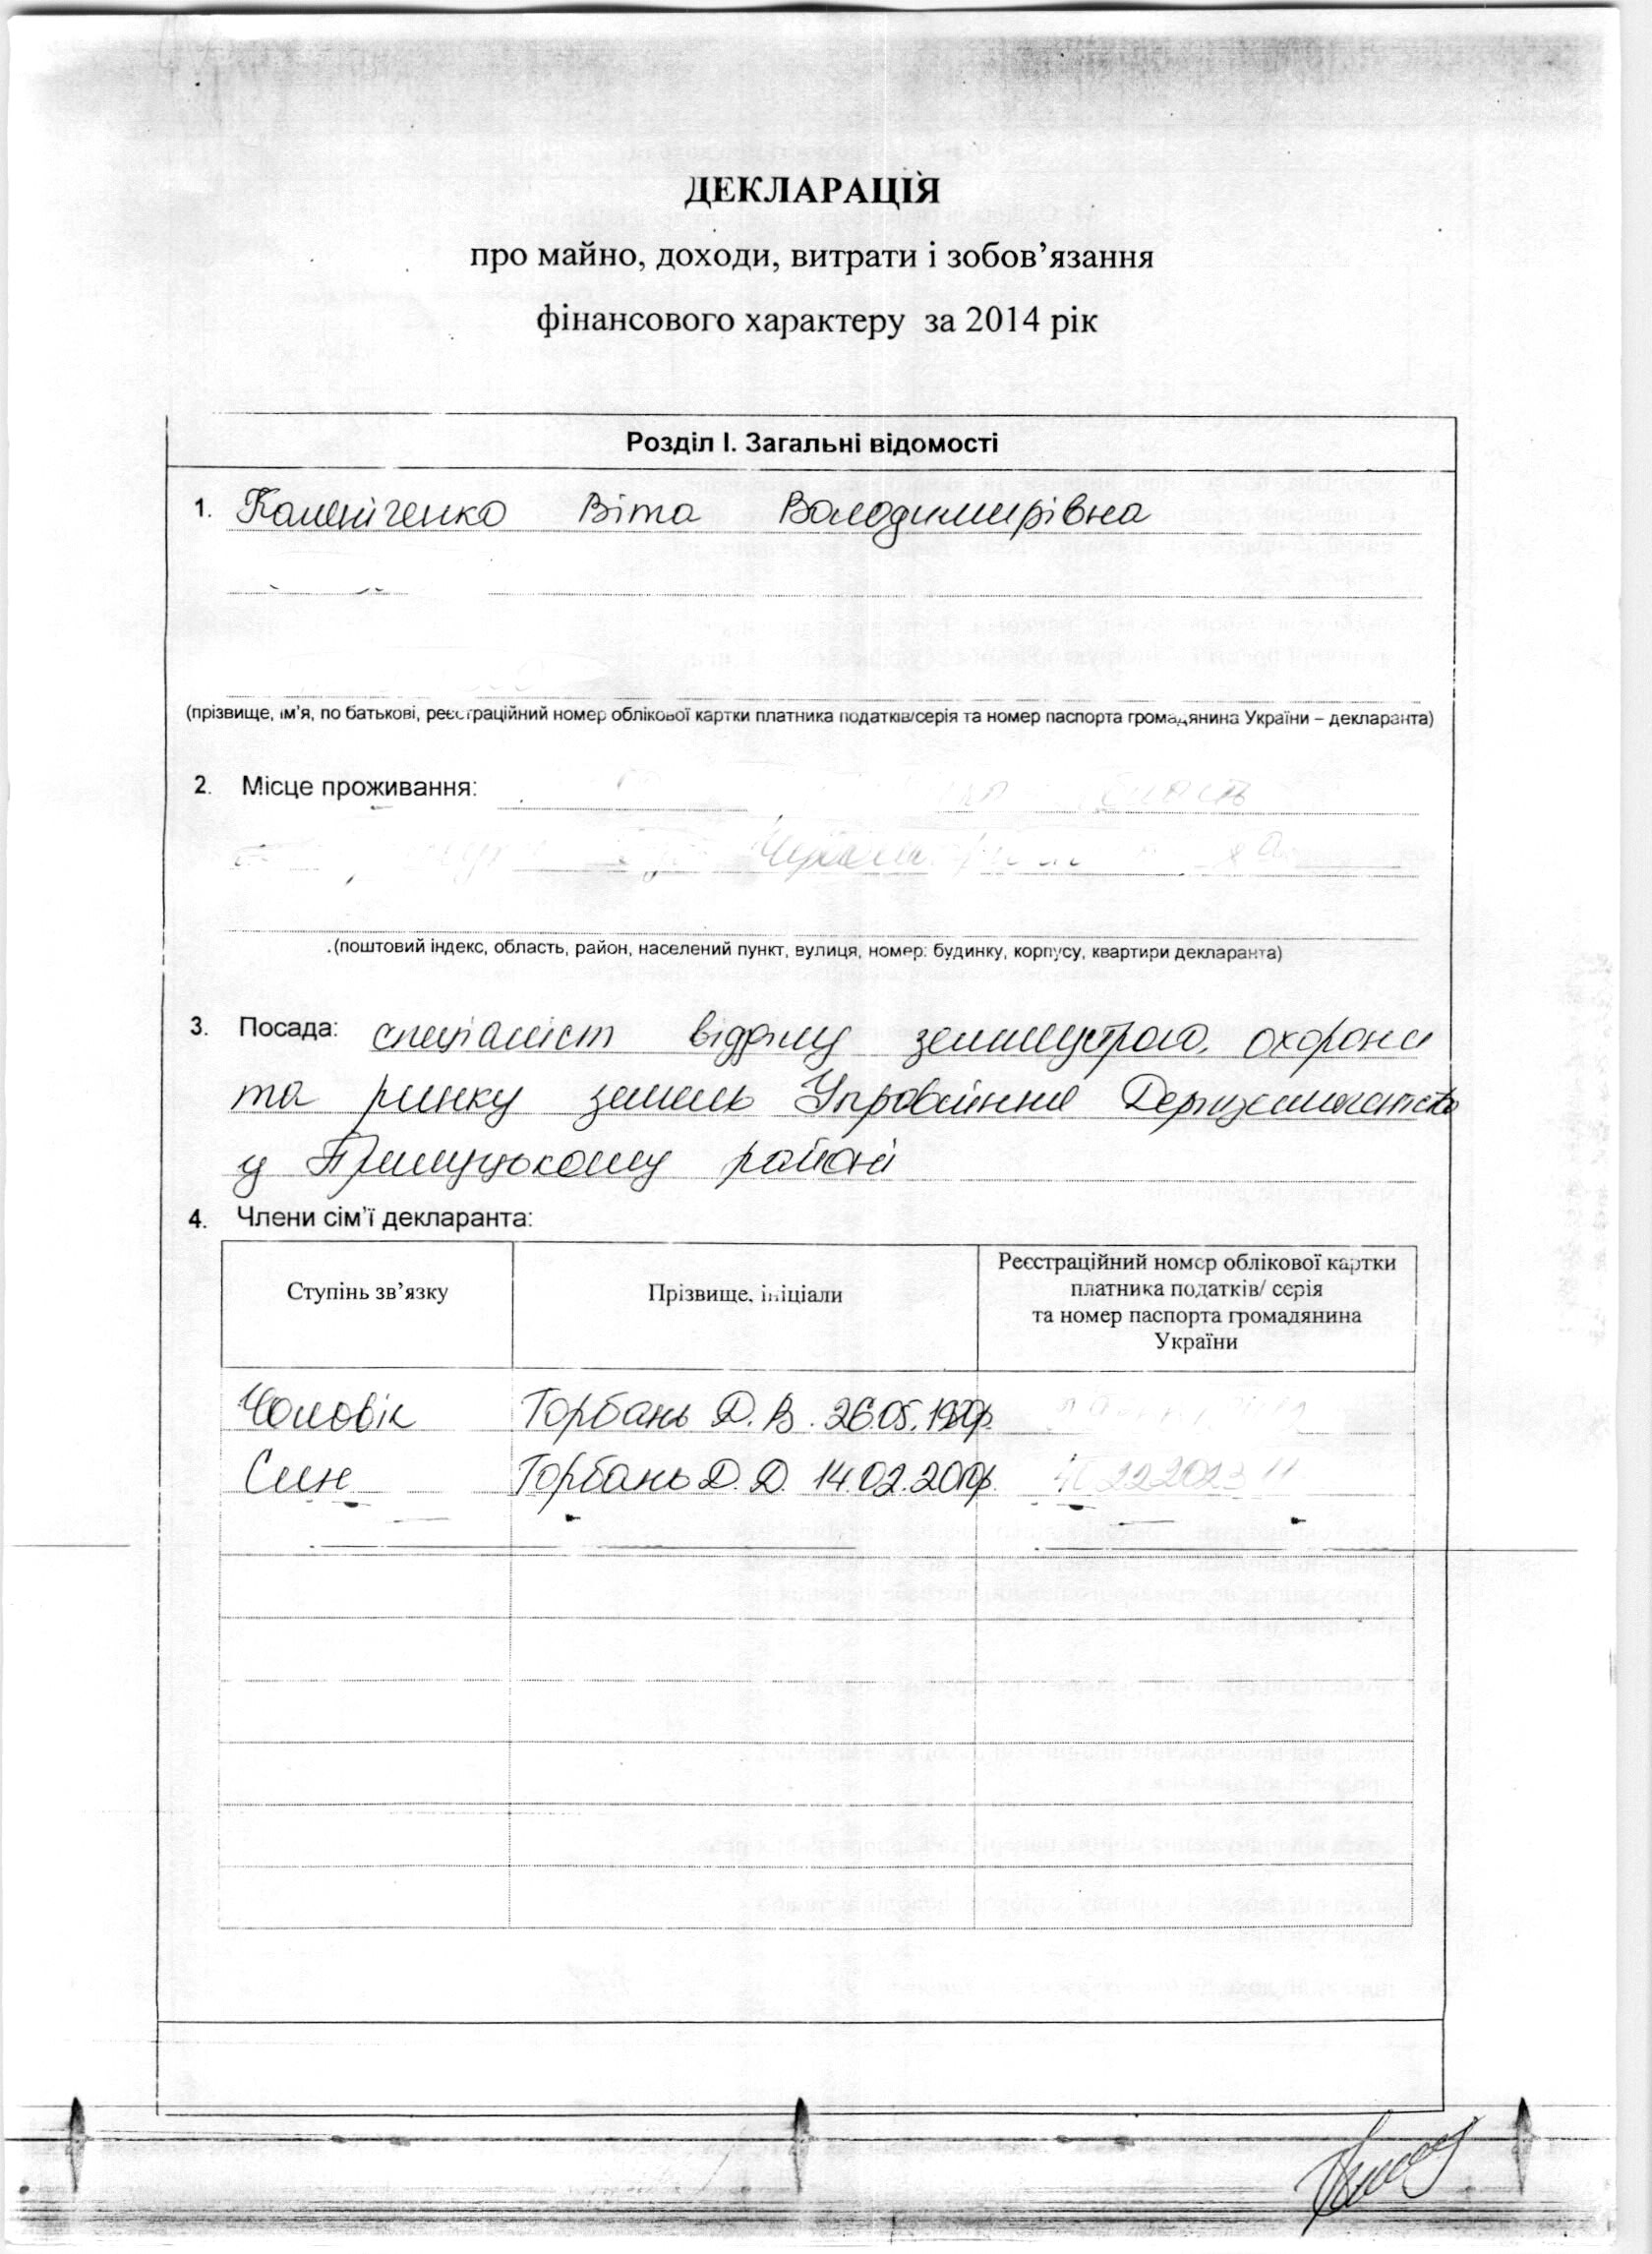 ДЕКЛАРАЦІЯ
про майно, доходи, витрати і зобов’язання
фінансового характеру за 2014 рік
Розділ I. Загальні відомості
1. Каленіченко Віта Володимирівна
(прізвище, ім’я, по батькові, реєстраційний номер облікової картки платника податків/серія та номер паспорта громадянина України – декларанта)
2. Місце проживання:
(поштовий індекс, область, район, населений пункт, вулиця, номер: будинку, корпусу, квартири декларанта)
3. Посада: спеціаліст відділу землеустрою, охорони
та ринку земель Управління Держземагентства
у Прилуцькому районі
4. Члени сім’ї декларанта:
Ступінь зв’язку
Прізвище, ініціали
Реєстраційний номер облікової картки
платника податків/ серія
та номер паспорта громадянина
України
Чоловік Торбань Д. В. 26.05.
Син Торбань Д. Д. 14.02.